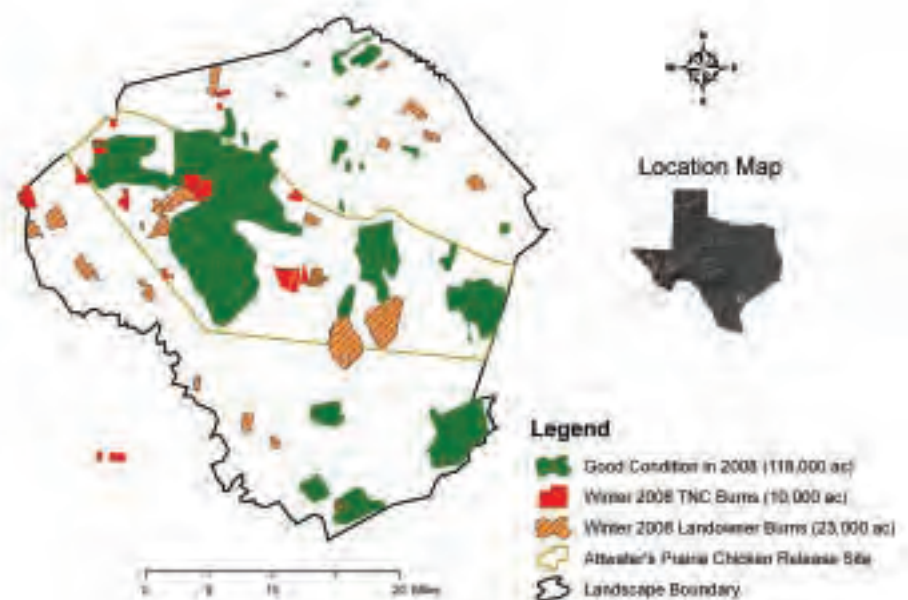 N
Location Map
Legend
Good Condition in 2008 (118,000 ac)
Winter 2008 TNC Burns (10,000 ac)
Winter 2008 Landowner Burns (23,000 ac)
Attwater's Prairie Chicken Release Site
Landscape Boundary
20 Miles